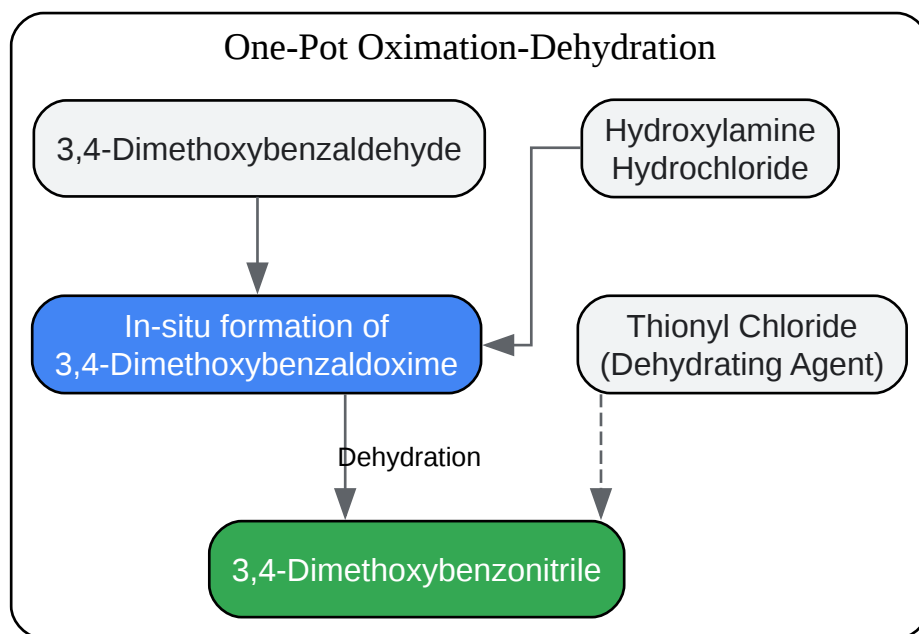 One-Pot Oximation-Dehydration
3,4-Dimethoxybenzaldehyde
Hydroxylamine
Hydrochloride
In-situ formation of
3,4-Dimethoxybenzaldoxime
Thionyl Chloride
(Dehydrating Agent)
Dehydration
3,4-Dimethoxybenzonitrile